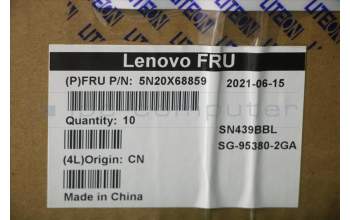 LITEON
Lenovo FRU
(P)FRU P/N: 5N20X68859 2021-06-15
Quantity: 10
SN439BBL
SG-95380-2GA
(4L)Origin: CN
Made in China